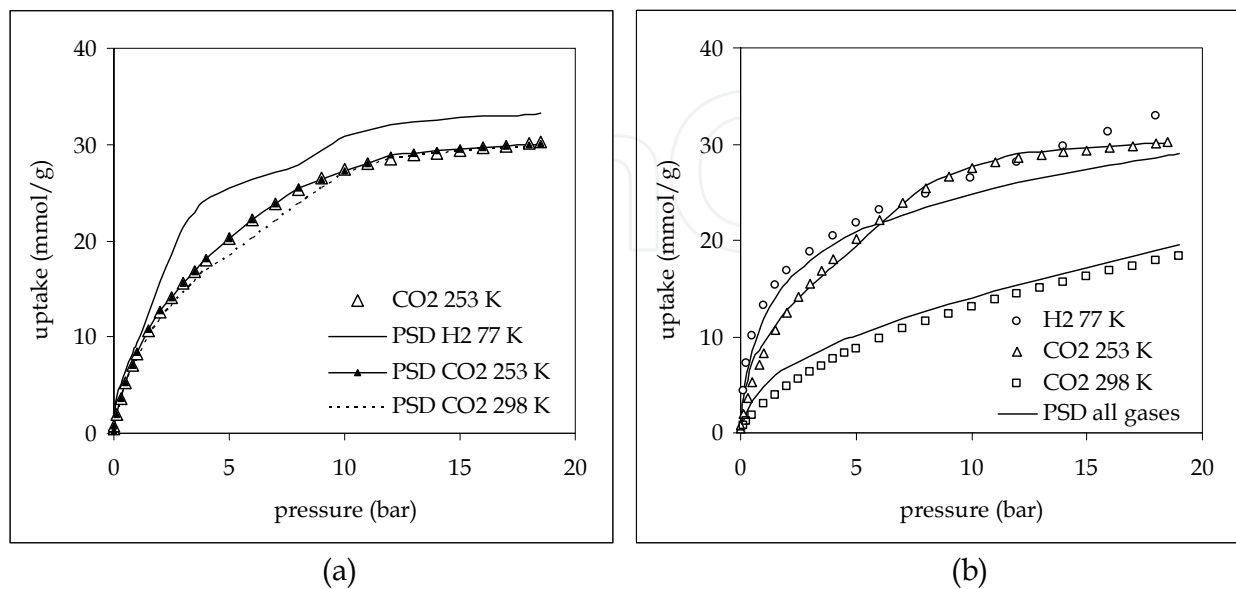 40
30
20
10
0
uptake (mmol/g)
CO2 253 K
PSD H2 77 K
PSD CO2 253 K
PSD CO2 298 K
0 5 10 15 20
pressure (bar)
(a)
40
30
20
10
0
uptake (mmol/g)
H2 77 K
CO2 253 K
CO2 298 K
PSD all gases
0 5 10 15 20
pressure (bar)
(b)